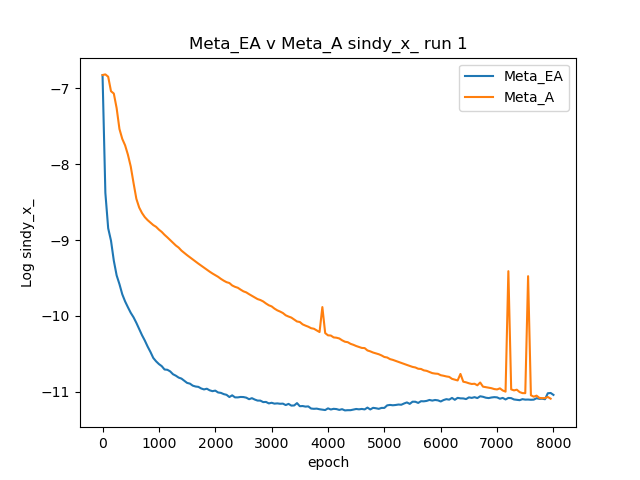 Meta_EA v Meta_A sindy_x_ run 1
Meta_EA
Meta_A
Log sindy_x_
−7
−8
−9
−10
−11
0
1000
2000
3000
4000
5000
6000
7000
8000
epoch